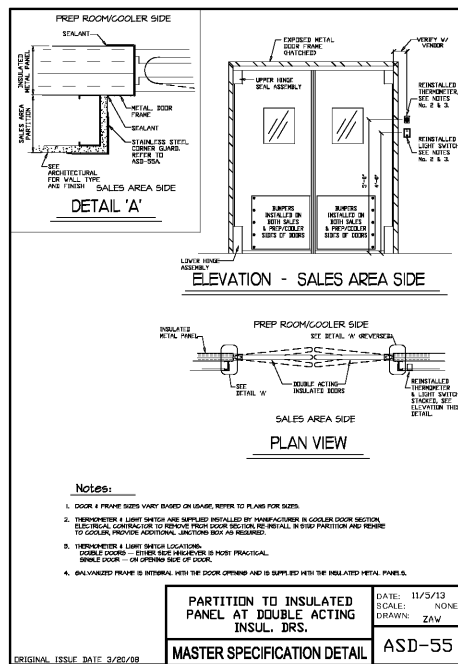 PREP ROOM/COOLER SIDE
SEALANT
INSULATED
METAL PANEL
SALES AREA
PARTITION
METAL DOOR
FRAME
SEALANT
STAINLESS STEEL
CORNER GUARD.
REFER TO
ASD-55A.
SEE
ARCHITECTURAL
FOR WALL TYPE
AND FINISH
SALES AREA SIDE
DETAIL 'A'
EXPOSED METAL
DOOR FRAME
(HATCHED)
VERIFY W/
VENDOR
UPPER HINGE
SEAL ASSEMBLY
REINSTALLED
THERMOMETER.
SEE NOTES
No. 2 & 3.
REINSTALLED
LIGHT SWITCH
SEE NOTES
No. 2 & 3.
BUMPERS
INSTALLED ON
BOTH SALES
& PREP/COOLER
SIDES OF DOORS
BUMPERS
INSTALLED ON
BOTH SALES
& PREP/COOLER
SIDES OF DOORS
LOWER HINGE
ASSEMBLY
ELEVATION - SALES AREA SIDE
PREP ROOM/COOLER SIDE
INSULATED
METAL PANEL
SEE DETAIL 'A' (REVERSED)
SEE
DETAIL 'A'
DOUBLE ACTING
INSULATED DOORS
REINSTALLED
THERMOMETER
& LIGHT SWITCH
STACKED, SEE
ELEVATION THIS
DETAIL.
SALES AREA SIDE
PLAN VIEW
Notes:
1. DOOR & FRAME SIZES VARY BASED ON USAGE, REFER TO PLANS FOR SIZES.
2. THERMOMETER & LIGHT SWITCH ARE SUPPLIED INSTALLED BY MANUFACTURER IN COOLER DOOR SECTION,
ELECTRICAL CONTRACTOR TO REMOVE FROM DOOR SECTION, RE-INSTALL IN STUD PARTITION AND REWIRE
TO COOLER, PROVIDE ADDITIONAL JUNCTIONS BOX AS REQUIRED.
3. THERMOMETER & LIGHT SWITCH LOCATIONS:
DOUBLE DOORS — EITHER SIDE WHICHEVER IS MOST PRACTICAL.
SINGLE DOOR — ON OPENING SIDE OF DOOR.
4. GALVANIZED FRAME IS INTEGRAL WITH THE DOOR OPENING AND IS SUPPLIED WITH THE INSULATED METAL PANELS.
PARTITION TO INSULATED
PANEL AT DOUBLE ACTING
INSUL. DRS.
DATE: 11/5/13
SCALE: NONE
DRAWN: ZAW
ORIGINAL ISSUE DATE 3/20/08
MASTER SPECIFICATION DETAIL
ASD-55